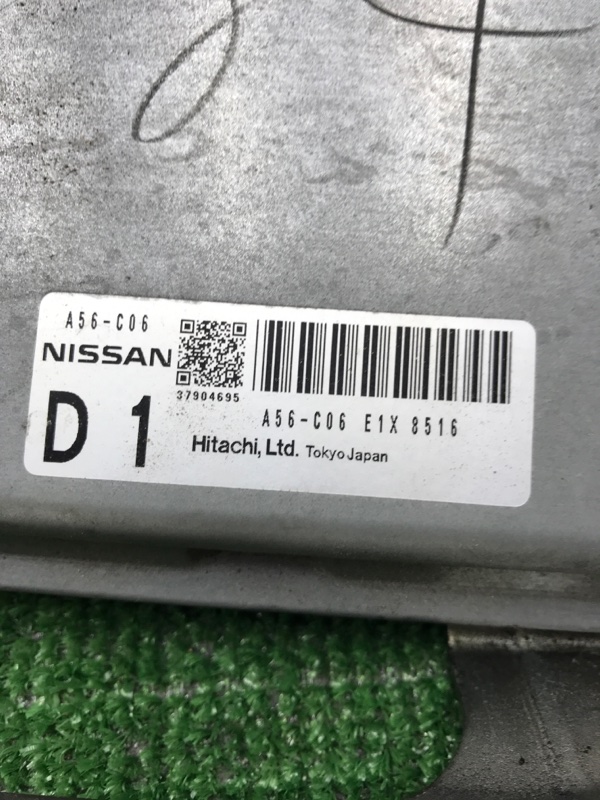 A56-C06
NISSAN
37904695
A56-C06 E1X 8516
D 1
Hitachi, Ltd. Tokyo Japan